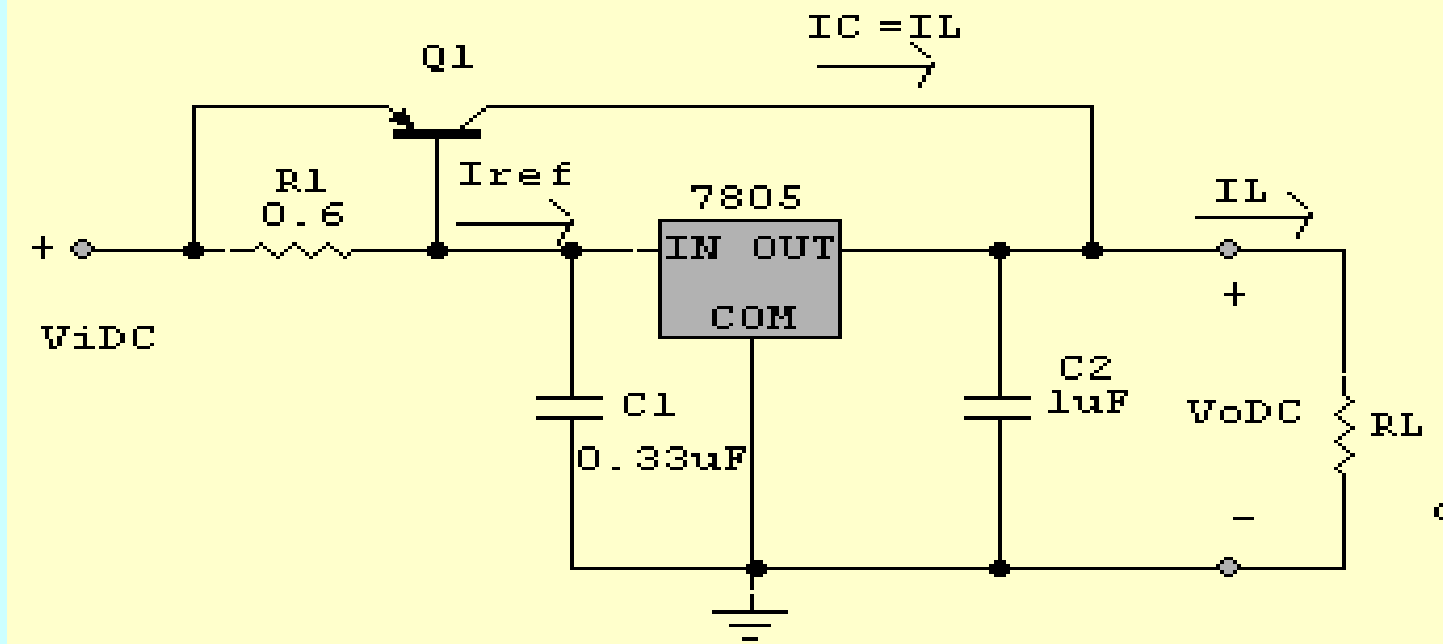 IC =IL
Q1
Iref
R1
0.6
7805
IL
+
IN OUT
COM
+
ViDC
C1
0.33uF
C2
1uF
VoDC
RL
-